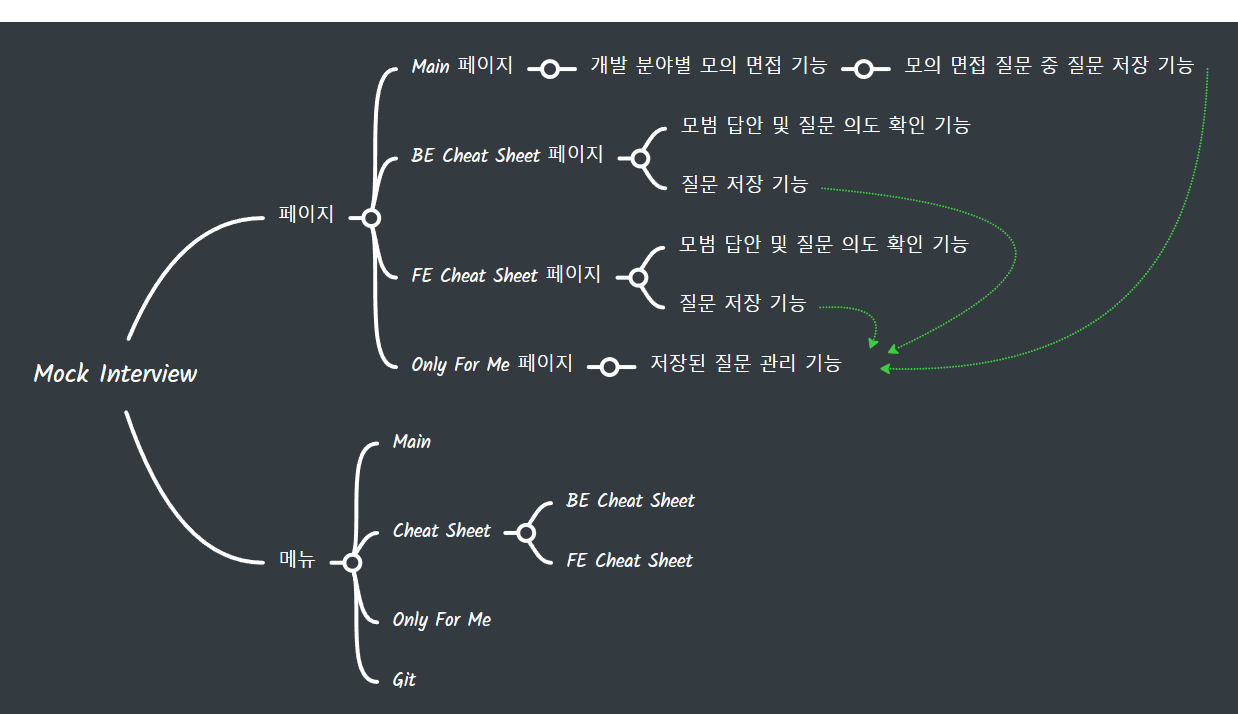 Main 페이지 개발 분야별 모의 면접 기능 모의 면접 질문 중 질문 저장 기능
모범 답안 및 질문 의도 확인 기능
BE Cheat Sheet 페이지
질문 저장 기능
페이지
모범 답안 및 질문 의도 확인 기능
FE Cheat Sheet 페이지
질문 저장 기능
Only For Me 페이지 저장된 질문 관리 기능
Mock Interview
Main
BE Cheat Sheet
Cheat Sheet
FE Cheat Sheet
메뉴
Only For Me
Git